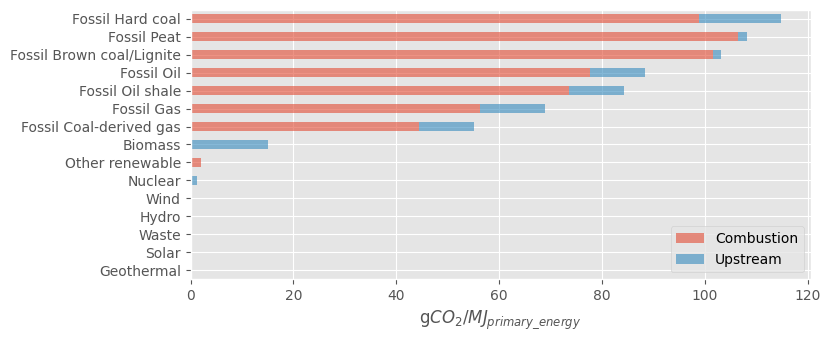 Fossil Hard coal
Fossil Peat
Fossil Brown coal/Lignite
Fossil Oil
Fossil Oil shale
Fossil Gas
Fossil Coal-derived gas
Biomass
Other renewable
Nuclear
Wind
Hydro
Waste
Solar
Geothermal
Combustion
Upstream
0 20 40 60 80 100 120
gCO₂/MJprimary_energy